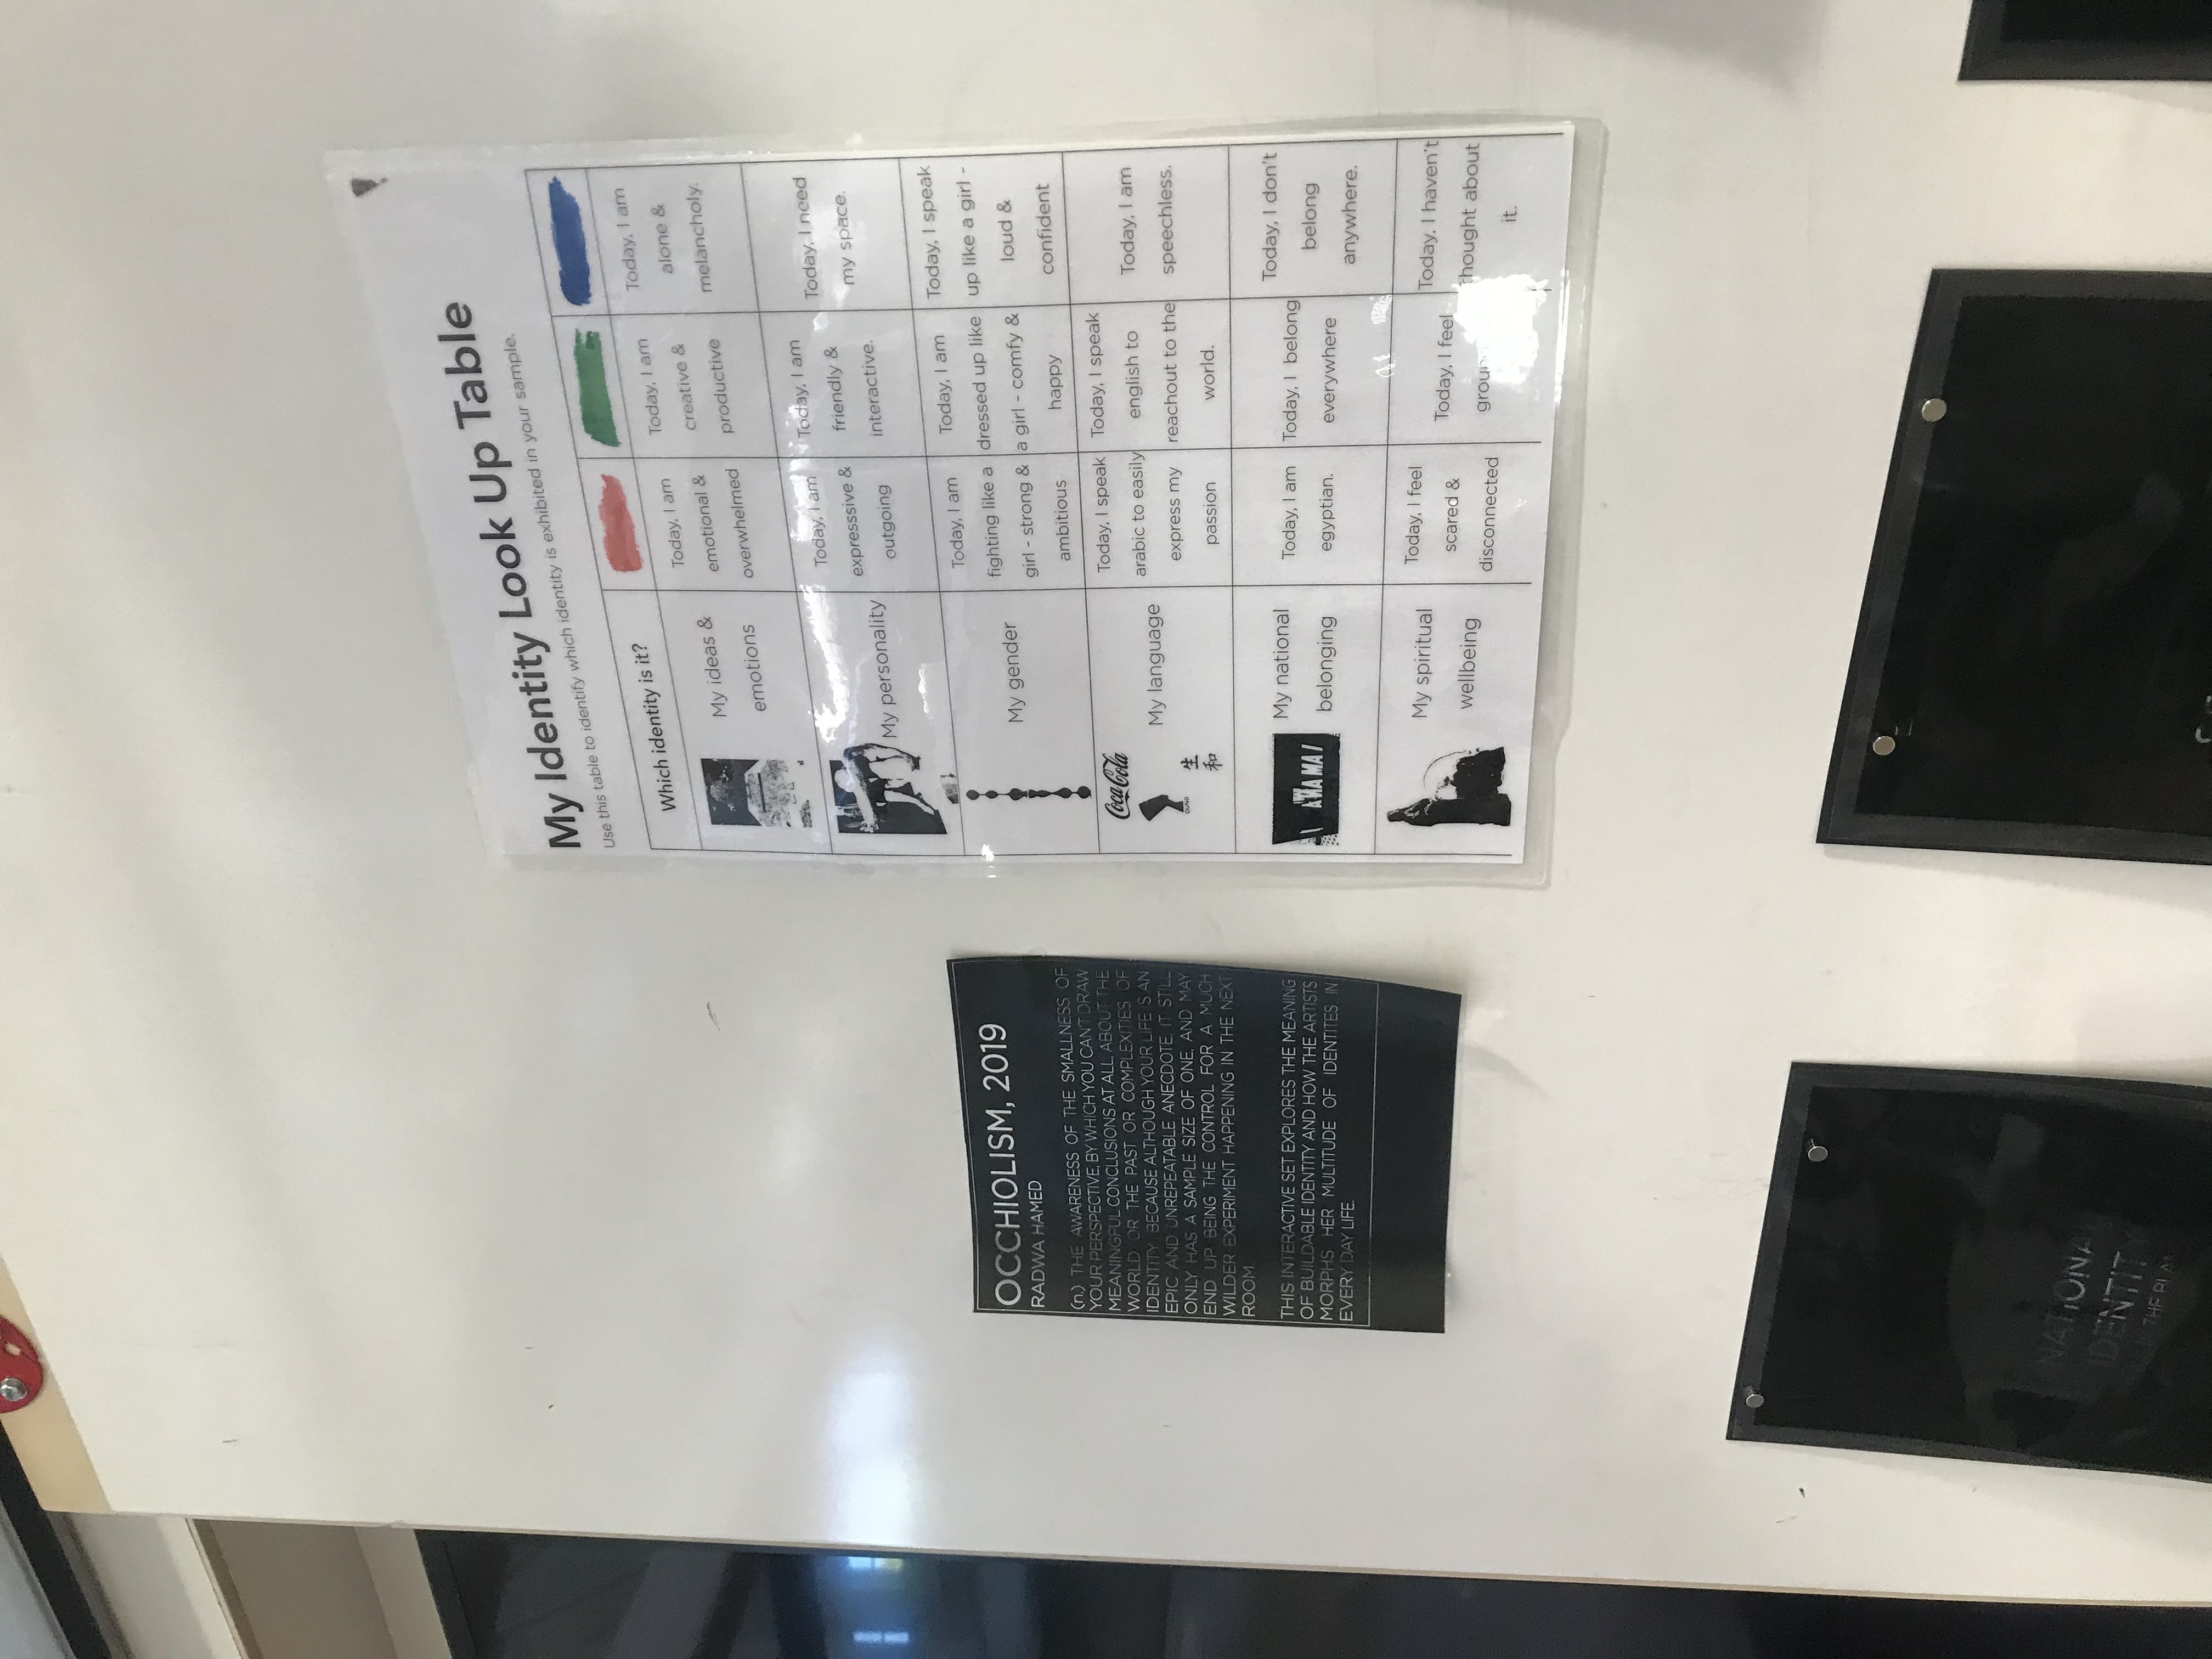 My Identity Look Up Table
Use this table to identify which identity is exhibited in your sample.
Which identity is it?
My ideas &
emotions
Today, I am
emotional &
overwhelmed
Today, I am
creative &
productive
Today, I am
alone &
melancholy.
My personality
Today, I am
expresssive &
outgoing
Today, I am
friendly &
interactive.
Today, I need
my space.
My gender
Today, I am
fighting like a
girl - strong &
ambitious
Today, I am
dressed up like
a girl - comfy &
happy
Today, I speak
up like a girl -
loud &
confident
Coca Cola
OUND
生
和
My language
Today, I speak
arabic to easily
express my
passion
Today, I speak
english to
reachout to the
world.
Today, I am
speechless.
My national
belonging
Today, I am
egyptian.
Today, I belong
everywhere
Today, I don't
belong
anywhere.
My spiritual
wellbeing
Today, I feel
scared &
disconnected
Today, I feel
Today, I haven't
thought about
it.
OCCHIOLISM, 2019
RADWA HAMED
(n.) THE AWARENESS OF THE SMALLNESS OF
YOUR PERSPECTIVE, BY WHICH YOU CAN'T DRAW
MEANINGFUL CONCLUSIONS AT ALL, ABOUT THE
WORLD OR THE PAST OR COMPLEXITIES OF
IDENTITY, BECAUSE ALTHOUGH YOUR LIFE IS AN
EPIC AND UNREPEATABLE ANECDOTE, IT STILL
ONLY HAS A SAMPLE SIZE OF ONE, AND MAY
END UP BEING THE CONTROL FOR A MUCH
WILDER EXPERIMENT HAPPENING IN THE NEXT
ROOM.
THIS INTERACTIVE SET EXPLORES THE MEANING
OF BUILDABLE IDENTITY AND HOW THE ARTISTS
MORPHS HER MULTITUDE OF IDENTITES IN
EVERY DAY LIFE.
NATIONAL
IDENTITY
THE